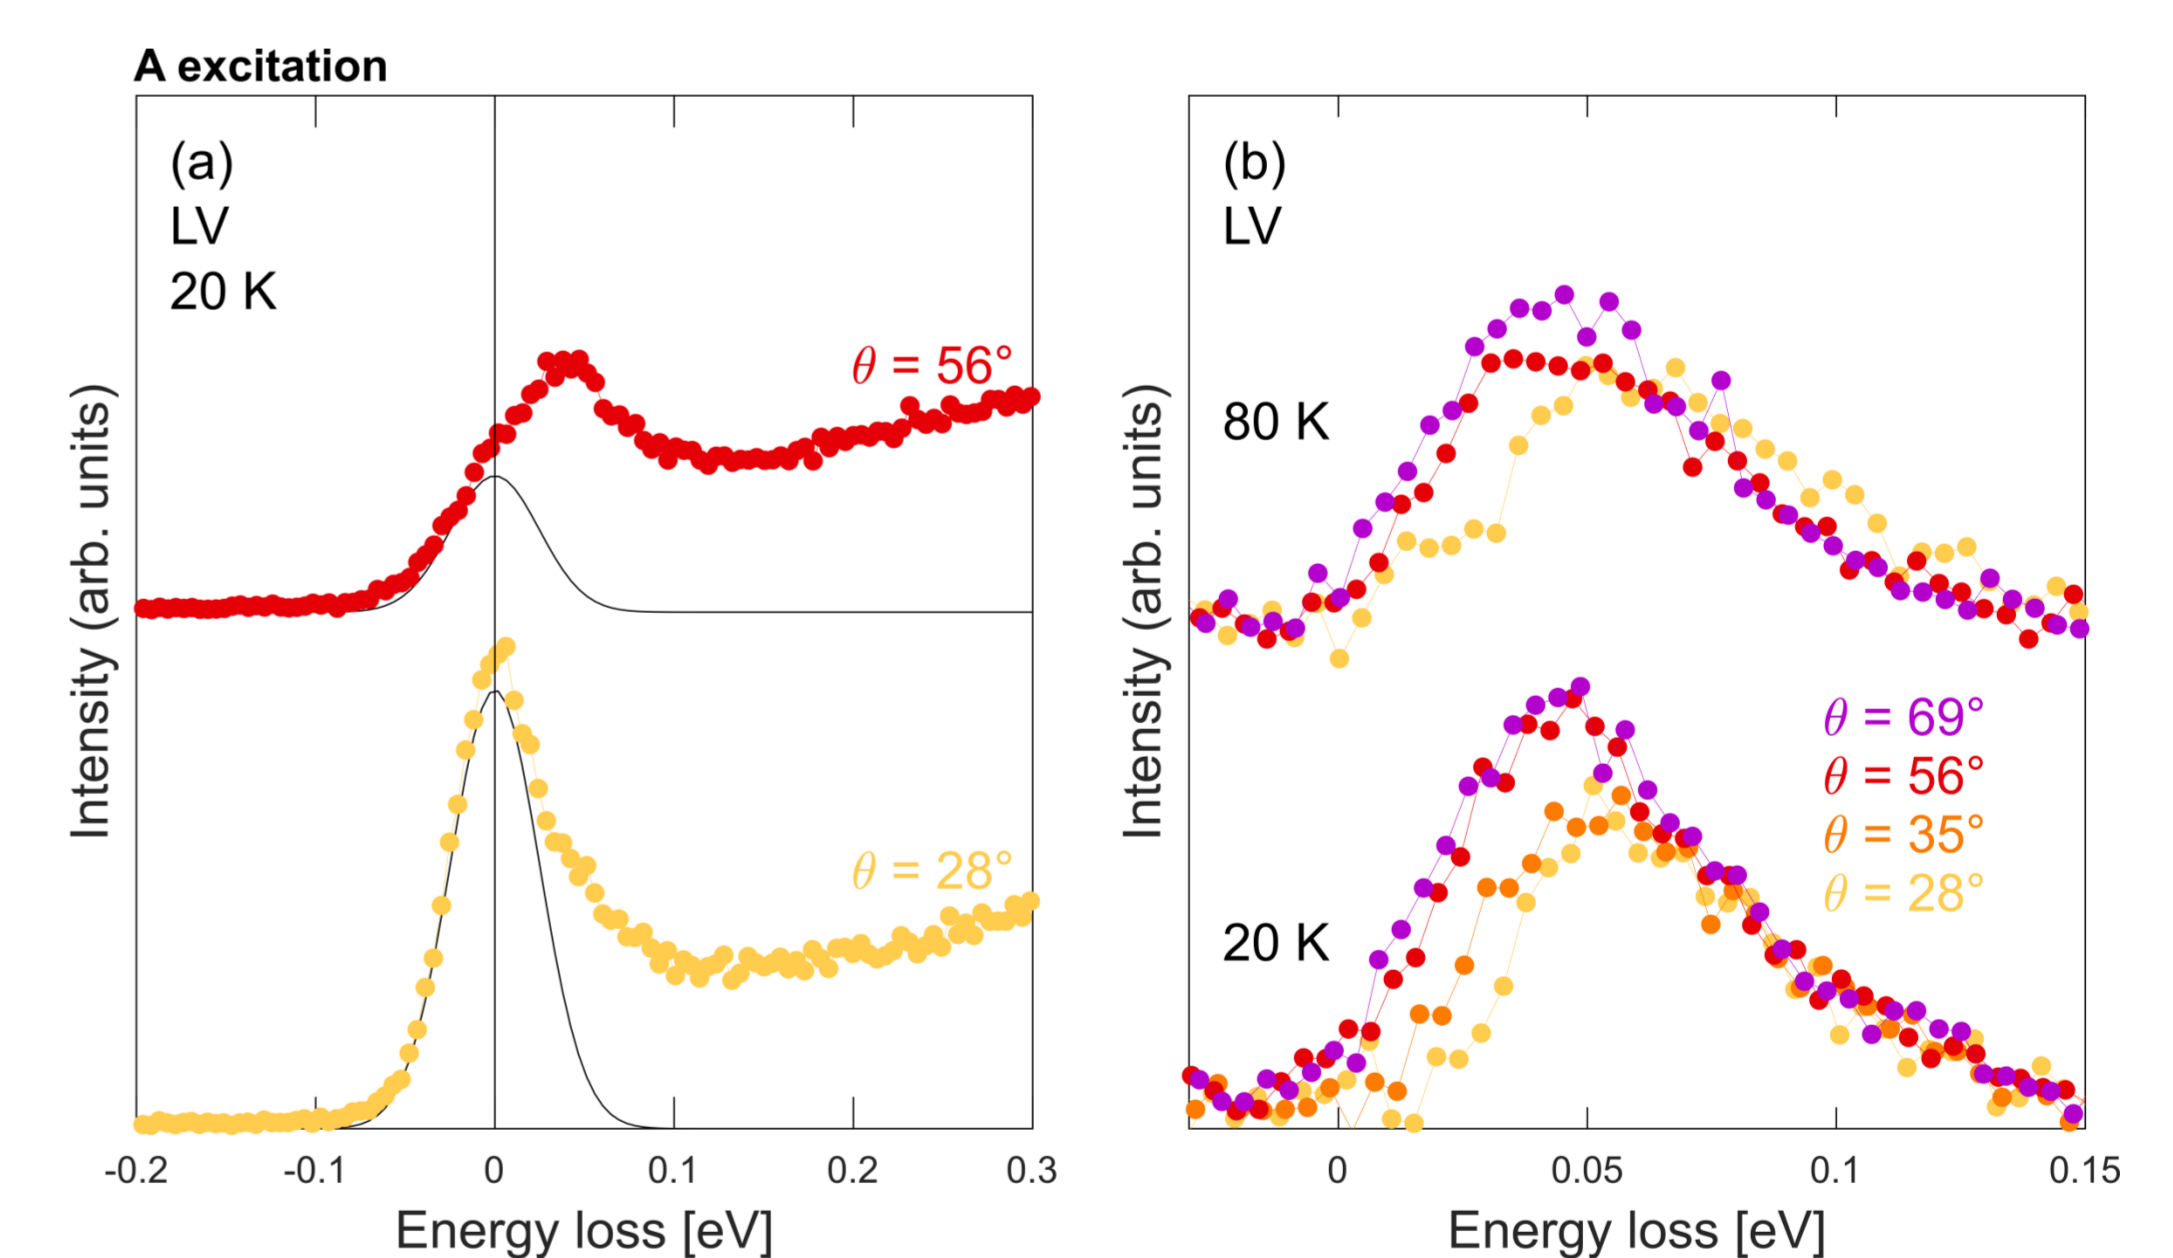 A excitation
(a)
LV
20 K
θ = 56°
θ = 28°
Intensity (arb. units)
-0.2 -0.1 0 0.1 0.2 0.3
Energy loss [eV]
(b)
LV
80 K
θ = 69°
θ = 56°
θ = 35°
θ = 28°
20 K
Intensity (arb. units)
0 0.05 0.1 0.15
Energy loss [eV]